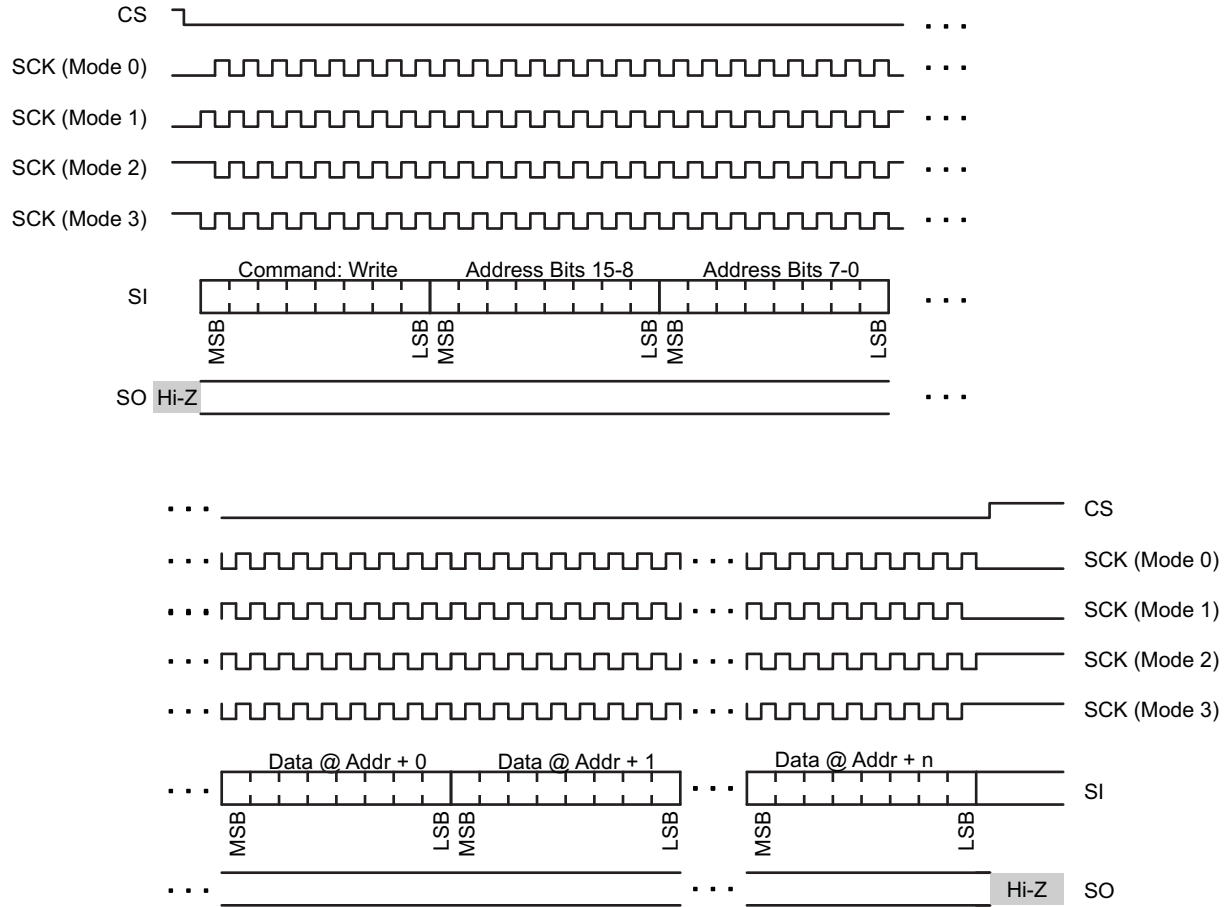 CS
. . .
SCK (Mode 0)
. . .
SCK (Mode 1)
. . .
SCK (Mode 2)
. . .
SCK (Mode 3)
. . .
Command: Write Address Bits 15-8 Address Bits 7-0
SI
. . .
MSB LSB MSB LSB MSB LSB
SO Hi-Z
. . .
. . . CS
. . . . . . SCK (Mode 0)
. . . . . . SCK (Mode 1)
. . . . . . SCK (Mode 2)
. . . . . . SCK (Mode 3)
Data @ Addr + 0 Data @ Addr + 1 Data @ Addr + n
. . . . . . SI
MSB LSB MSB LSB MSB LSB
. . . . . . Hi-Z SO